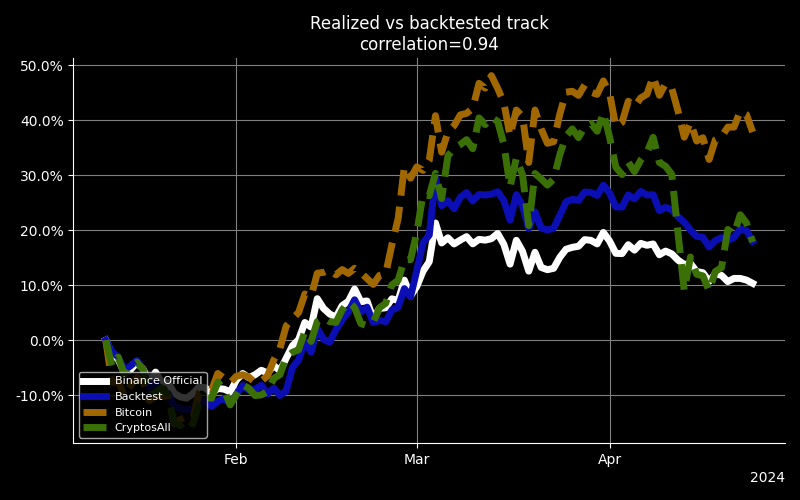 Realized vs backtested track
correlation=0.94
50.0%
40.0%
30.0%
20.0%
10.0%
0.0%
-10.0%
Binance Official
Backtest
Bitcoin
CryptosAll
Feb
Mar
Apr
2024